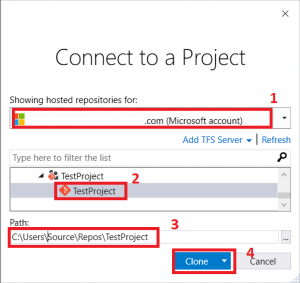 Connect to a Project
Showing hosted repositories for:
1
.com (Microsoft account)
Add TFS Server Refresh
Type here to filter the list
TestProject
2
TestProject
Path:
3
C:\Users\Source\Repos\TestProject
...
4
Clone
Cancel